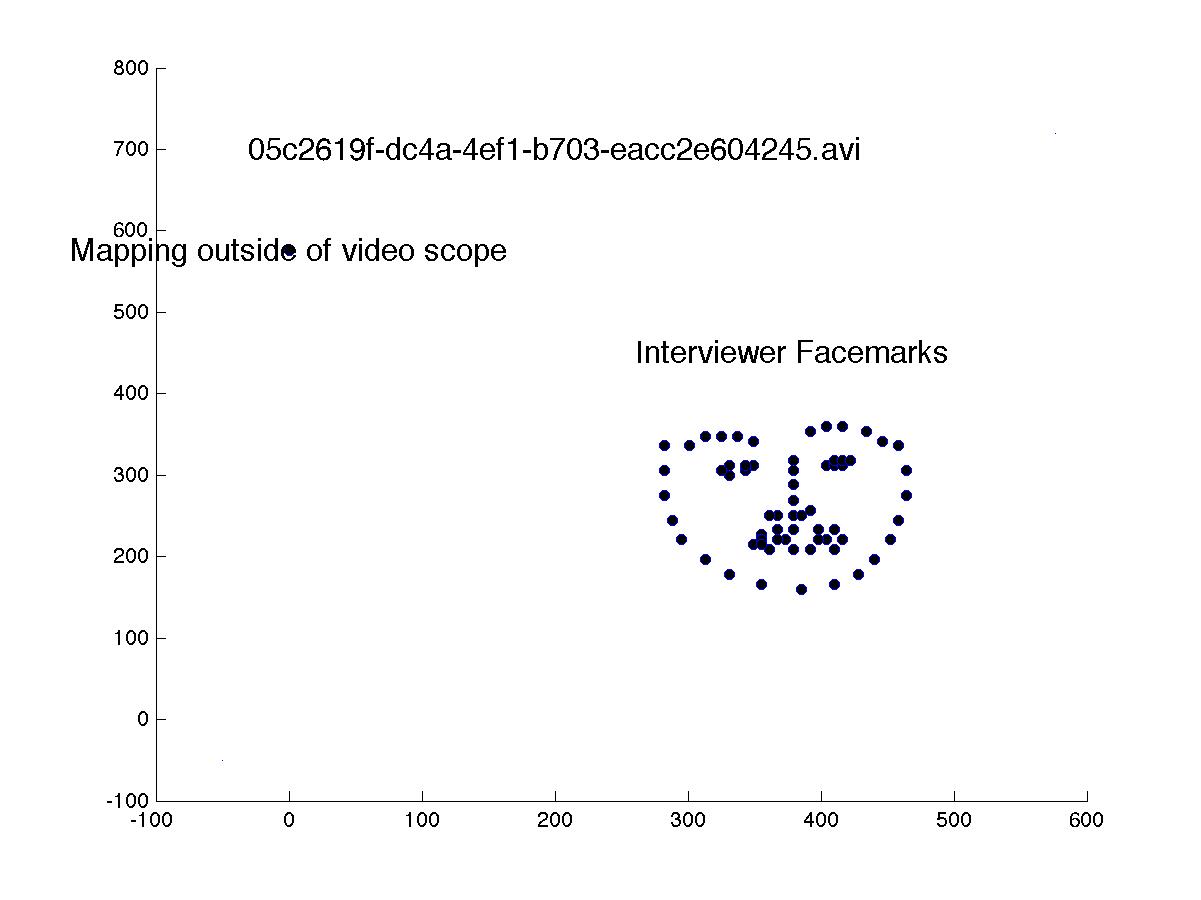 800
700
05c2619f-dc4a-4ef1-b703-eacc2e604245.avi
600
Mapping outside of video scope
500
Interviewer Facemarks
400
300
200
100
0
-100
-100 0 100 200 300 400 500 600